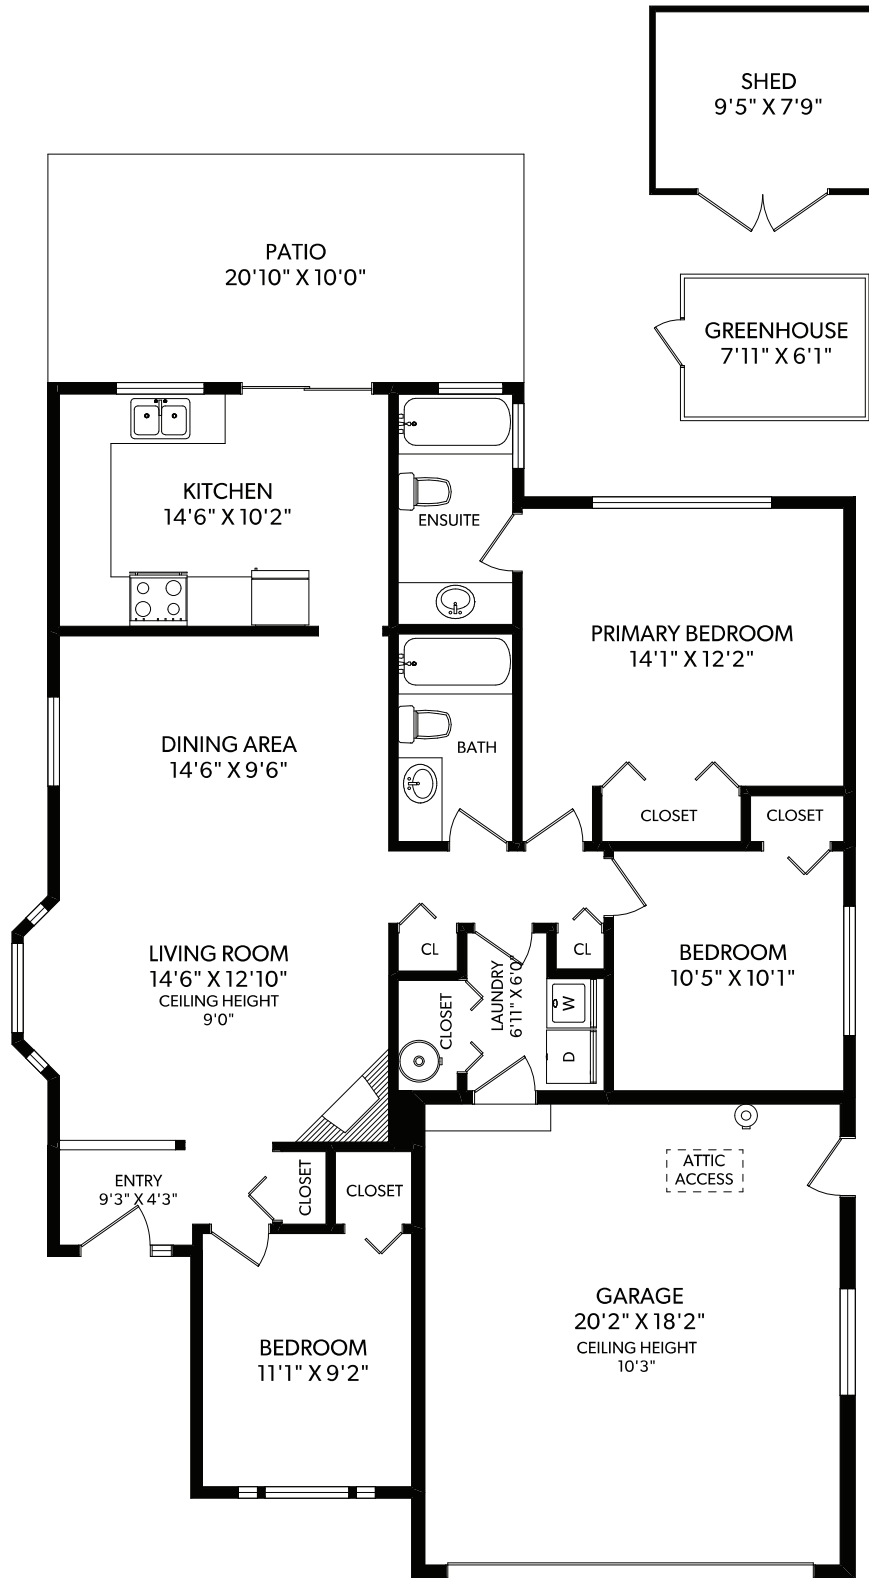 SHED
9'5" X 7'9"
PATIO
20'10" X 10'0"
GREENHOUSE
7'11" X 6'1"
KITCHEN
14'6" X 10'2"
ENSUITE
PRIMARY BEDROOM
14'1" X 12'2"
DINING AREA
14'6" X 9'6"
BATH
CLOSET
CLOSET
LIVING ROOM
14'6" X 12'10"
CEILING HEIGHT
9'0"
CL
CL
LAUNDRY
6'11" X 6'0"
CLOSET
W
D
BEDROOM
10'5" X 10'1"
ENTRY
9'3" X 4'3"
CLOSET
CLOSET
ATTIC
ACCESS
BEDROOM
11'1" X 9'2"
GARAGE
20'2" X 18'2"
CEILING HEIGHT
10'3"